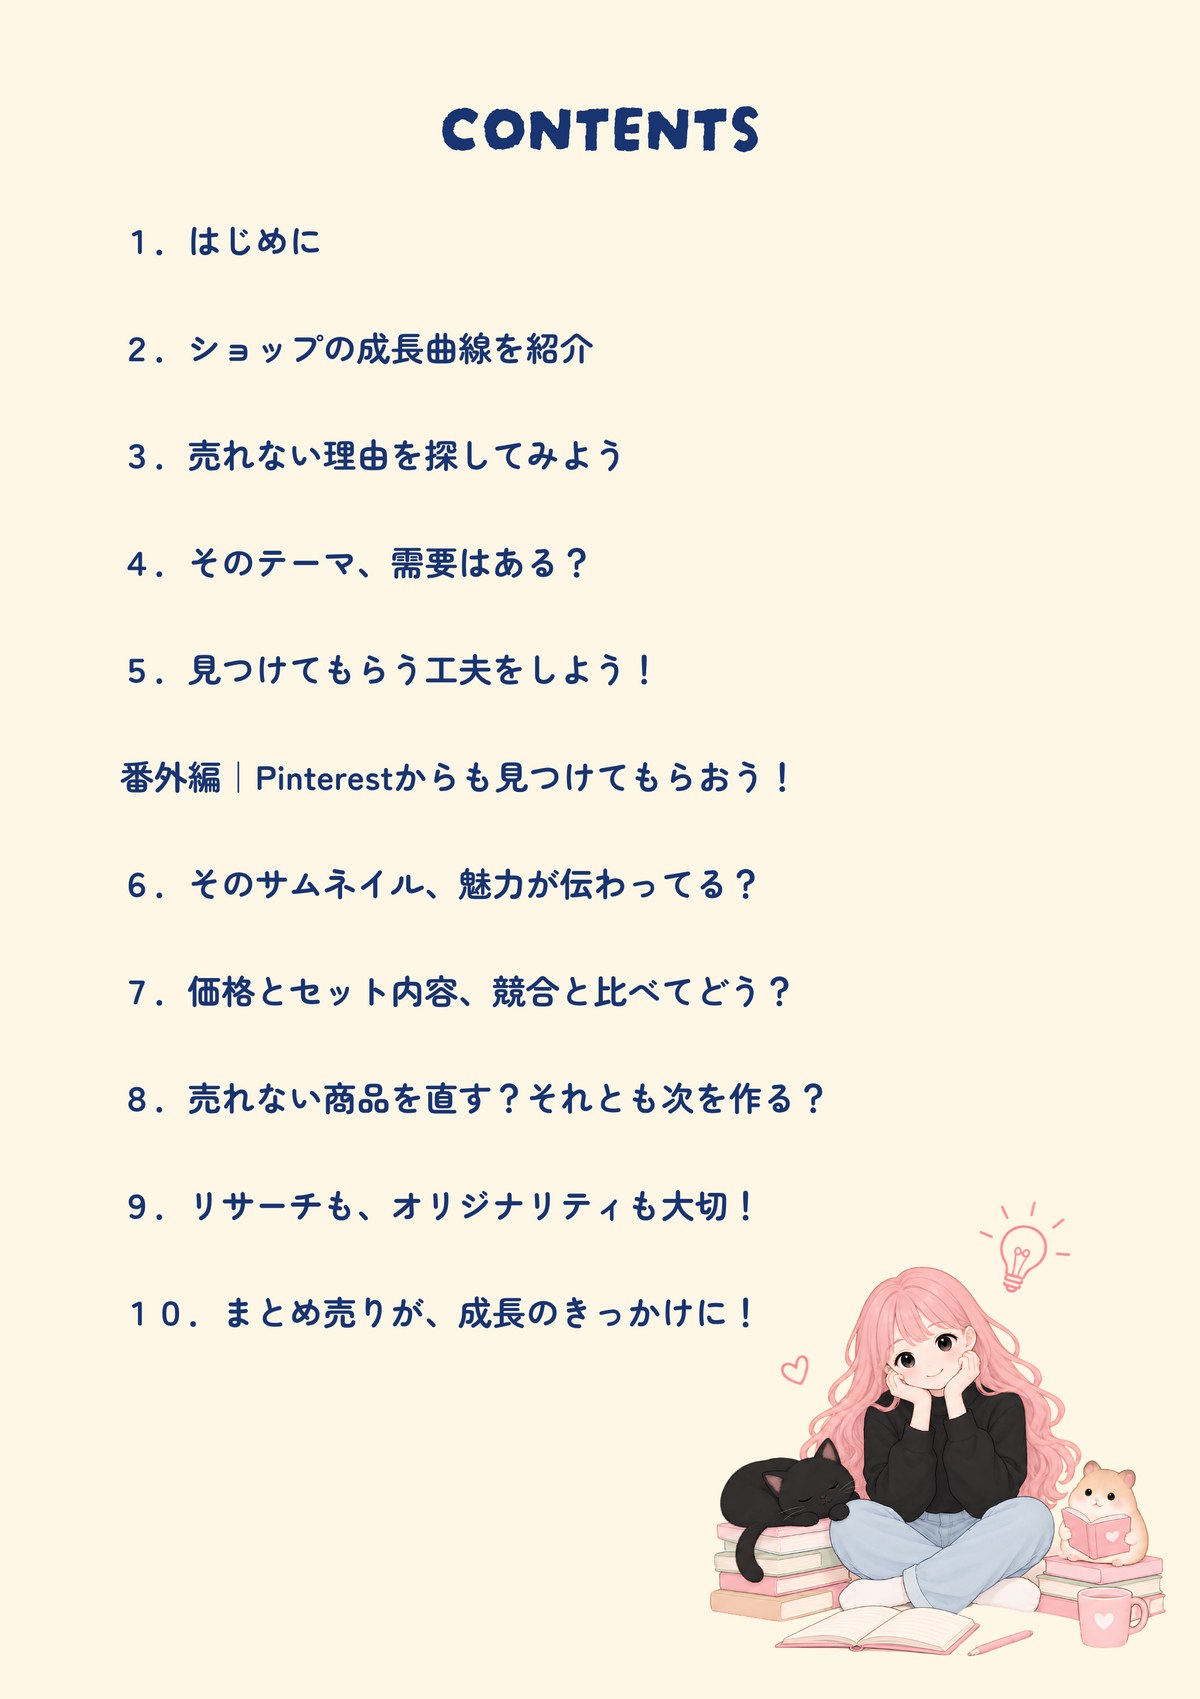 CONTENTS
１．はじめに
２．ショップの成長曲線を紹介
３．売れない理由を探してみよう
４．そのテーマ、需要はある？
５．見つけてもらう工夫をしよう！
番外編｜Pinterestからも見つけてもらおう！
６．そのサムネイル、魅力が伝わってる？
７．価格とセット内容、競合と比べてどう？
８．売れない商品を直す？それとも次を作る？
９．リサーチも、オリジナリティも大切！
１０．まとめ売りが、成長のきっかけに！